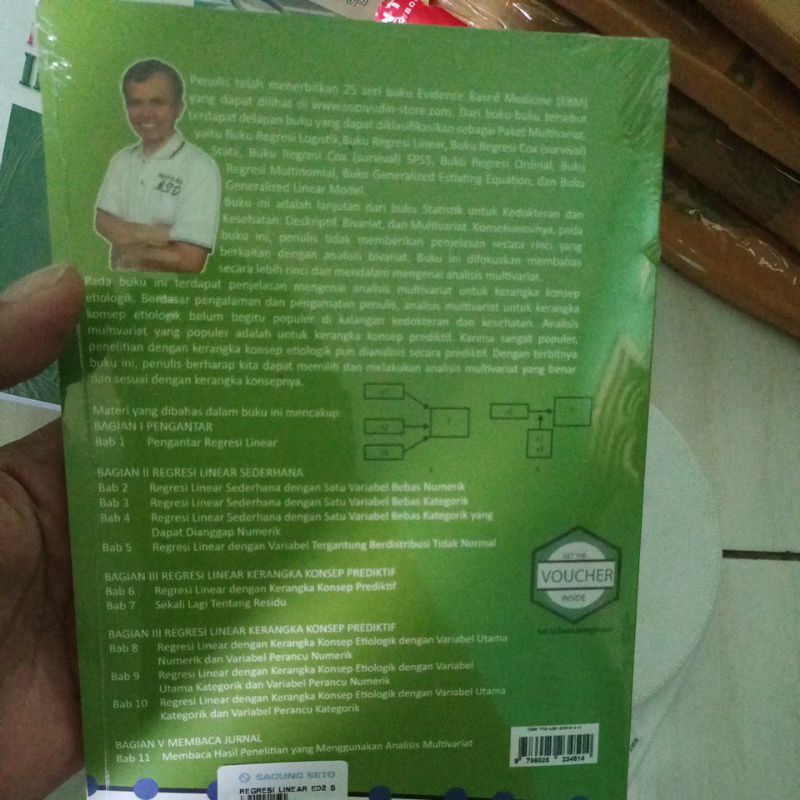 Penulis telah menerbitkan 25 seri buku Evidence Based Medicine (EBM)
yang dapat dilihat di www.sopiyudin-store.com. Dari buku-buku tersebut
terdapat delapan buku yang dapat diklasifikasikan sebagai Paket Multivariat,
yaitu Buku Regresi Logistik,Buku Regresi Linear, Buku Regresi Cox (survival)
Stata, Buku Regresi Cox (survival) SPSS, Buku Regresi Ordinal, Buku
Regresi Multinomial, Buku Generalized Estiating Equation, dan Buku
Generalized Linear Model.
Buku ini adalah lanjutan dari buku Statistik untuk Kedokteran dan
Kesehatan: Deskriptif, Bivariat, dan Multivariat. Konsekuensinya, pada
buku ini, penulis tidak memberikan penjelasan secara rinci yang
berkaitan dengan analisis bivariat. Buku ini difokuskan membahas
secara lebih rinci dan mendalam mengenai analisis multivariat.
Pada buku ini terdapat penjelasan mengenai analisis multivariat untuk kerangka konsep
etiologik. Berdasar pengalaman dan pengamatan penulis, analisis multivariat untuk kerangka
konsep etiologik belum begitu populer di kalangan kedokteran dan kesehatan. Analisis
multivariat yang populer adalah untuk kerangka konsep prediktif. Karena sangat populer,
penelitian dengan kerangka konsep etiologik pun dianalisis secara prediktif. Dengan terbitnya
buku ini, penulis berharap kita dapat memilih dan melakukan analisis multivariat yang benar
dan sesuai dengan kerangka konsepnya.
Materi yang dibahas dalam buku ini mencakup:
BAGIAN I PENGANTAR
Bab 1 Pengantar Regresi Linear
BAGIAN II REGRESI LINEAR SEDERHANA
Bab 2 Regresi Linear Sederhana dengan Satu Variabel Bebas Numerik
Bab 3 Regresi Linear Sederhana dengan Satu Variabel Bebas Kategorik
Bab 4 Regresi Linear Sederhana dengan Satu Variabel Bebas Kategorik yang
Dapat Dianggap Numerik
Bab 5 Regresi Linear dengan Variabel Tergantung Berdistribusi Tidak Normal
BAGIAN III REGRESI LINEAR KERANGKA KONSEP PREDIKTIF
Bab 6 Regresi Linear dengan Kerangka Konsep Prediktif
Bab 7 Sekali Lagi Tentang Residu
BAGIAN III REGRESI LINEAR KERANGKA KONSEP PREDIKTIF
Bab 8 Regresi Linear dengan Kerangka Konsep Etiologik dengan Variabel Utama
Numerik dan Variabel Perancu Numerik
Bab 9 Regresi Linear dengan Kerangka Konsep Etiologik dengan Variabel
Utama Kategorik dan Variabel Perancu Numerik
Bab 10 Regresi Linear dengan Kerangka Konsep Etiologik dengan Variabel Utama
Kategorik dan Variabel Perancu Kategorik
BAGIAN V MEMBACA JURNAL
Bab 11 Membaca Hasil Penelitian yang Menggunakan Analisis Multivariat
GET THE
VOUCHER
INSIDE
9 786025 234514
SAGUNG SETO
REGRESI LINEAR ED2 S